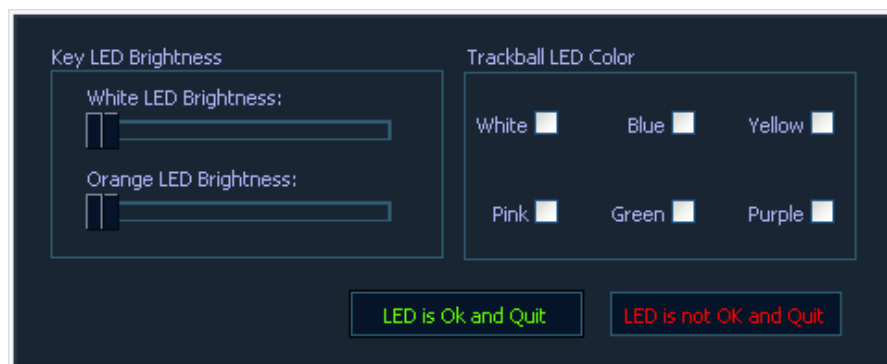 Key LED Brightness
White LED Brightness:
Orange LED Brightness:
Trackball LED Color
White Blue Yellow
Pink Green Purple
LED is Ok and Quit LED is not OK and Quit